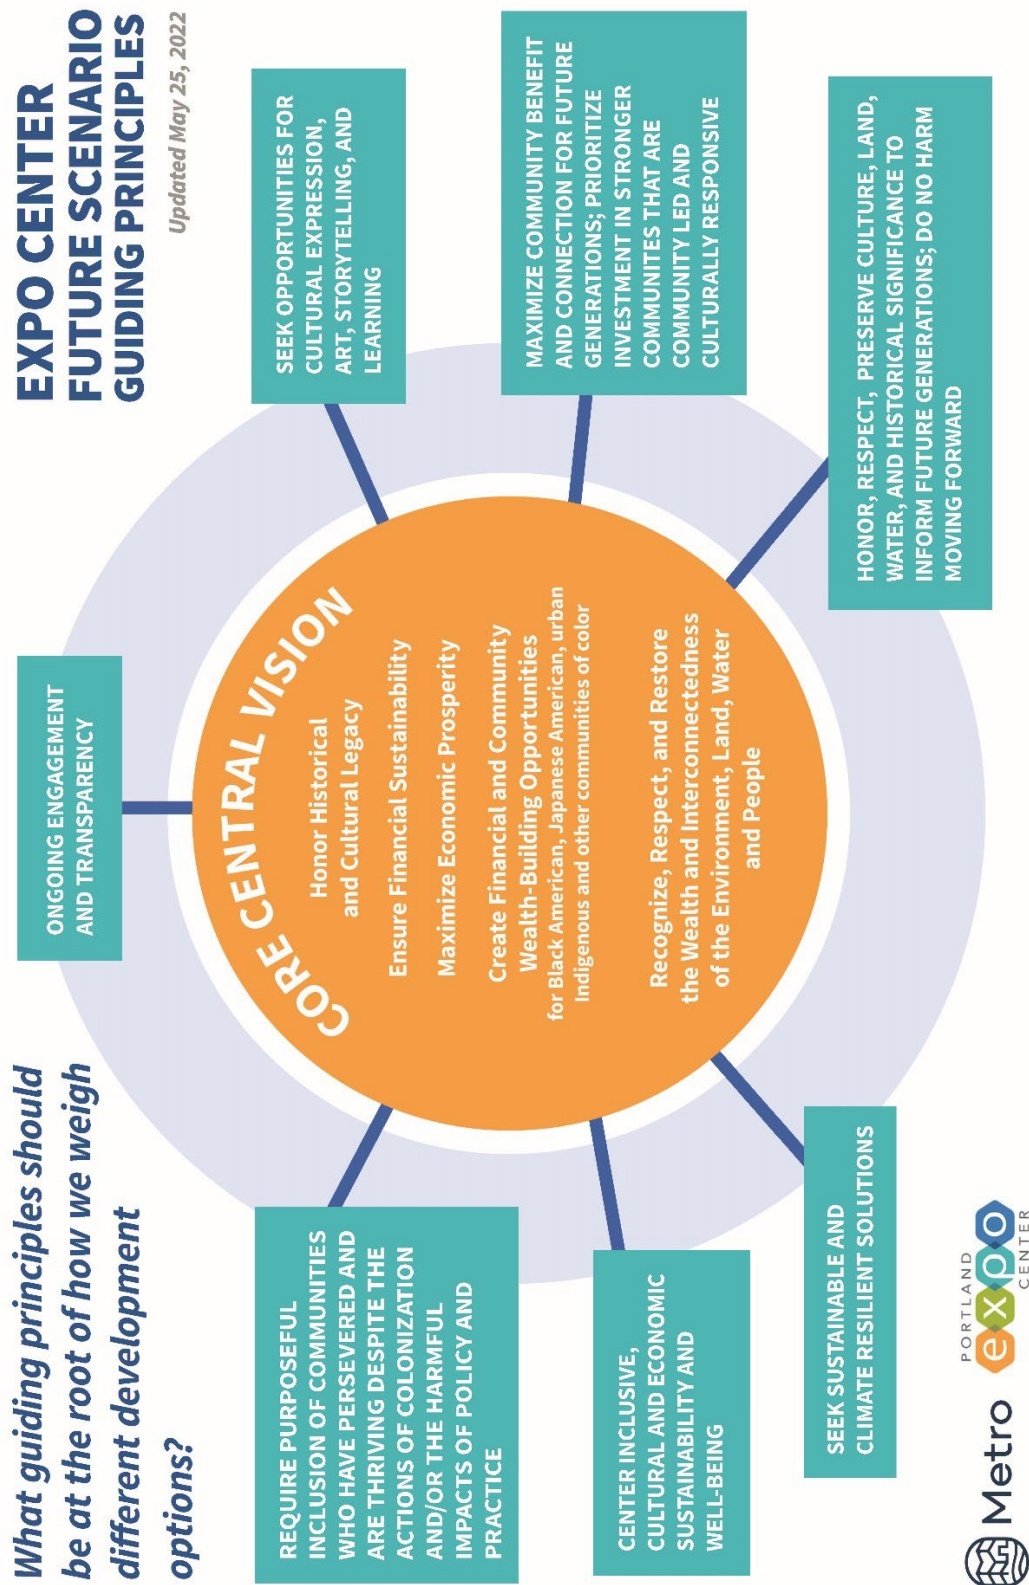 What guiding principles should
be at the root of how we weigh
different development
options?
EXPO CENTER
FUTURE SCENARIO
GUIDING PRINCIPLES
Updated May 25, 2022
ONGOING ENGAGEMENT
AND TRANSPARENCY
SEEK OPPORTUNITIES FOR
CULTURAL EXPRESSION,
ART, STORYTELLING, AND
LEARNING
MAXIMIZE COMMUNITY BENEFIT
AND CONNECTION FOR FUTURE
GENERATIONS; PRIORITIZE
INVESTMENT IN STRONGER
COMMUNITES THAT ARE
COMMUNITY LED AND
CULTURALLY RESPONSIVE
HONOR, RESPECT, PRESERVE CULTURE, LAND,
WATER, AND HISTORICAL SIGNIFICANCE TO
INFORM FUTURE GENERATIONS; DO NO HARM
MOVING FORWARD
REQUIRE PURPOSEFUL
INCLUSION OF COMMUNITIES
WHO HAVE PERSEVERED AND
ARE THRIVING DESPITE THE
ACTIONS OF COLONIZATION
AND/OR THE HARMFUL
IMPACTS OF POLICY AND
PRACTICE
CENTER INCLUSIVE,
CULTURAL AND ECONOMIC
SUSTAINABILITY AND
WELL-BEING
SEEK SUSTAINABLE AND
CLIMATE RESILIENT SOLUTIONS
CORE CENTRAL VISION
Honor Historical
and Cultural Legacy
Ensure Financial Sustainability
Maximize Economic Prosperity
Create Financial and Community
Wealth-Building Opportunities
for Black American, Japanese American, urban
Indigenous and other communities of color
Recognize, Respect, and Restore
the Wealth and Interconnectedness
of the Environment, Land, Water
and People
Metro
PORTLAND
expo
CENTER